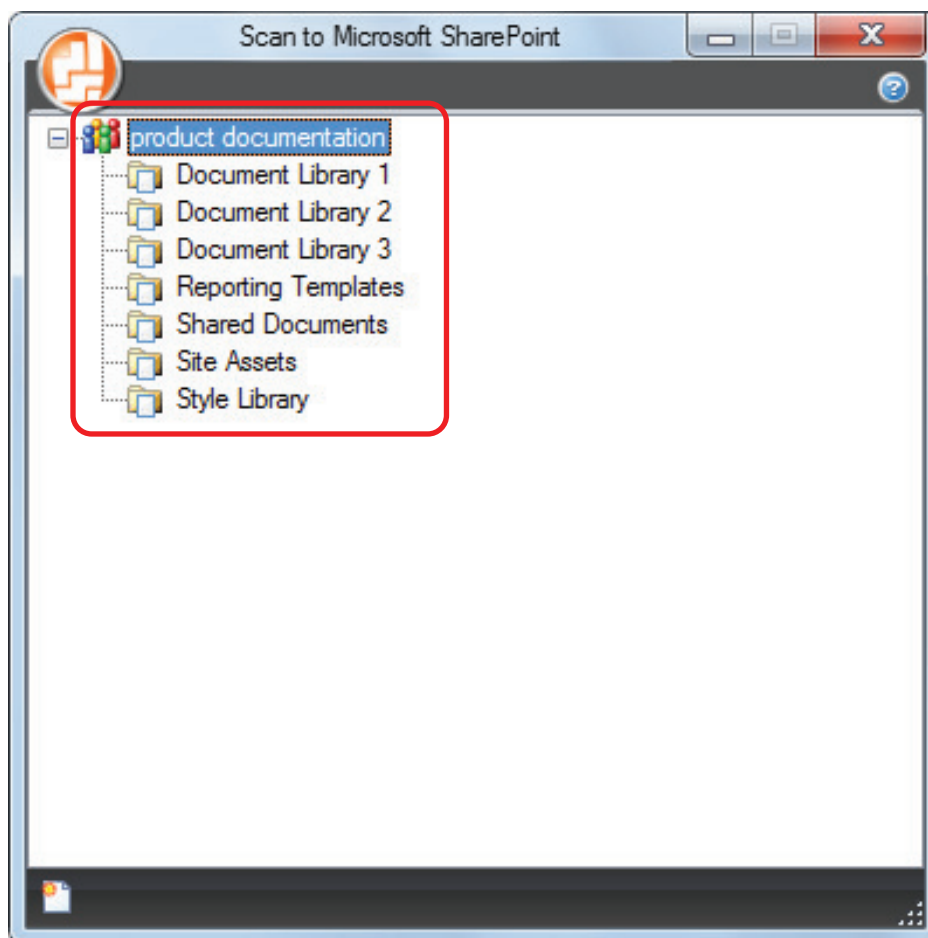 Scan to Microsoft SharePoint
product documentation
Document Library 1
Document Library 2
Document Library 3
Reporting Templates
Shared Documents
Site Assets
Style Library